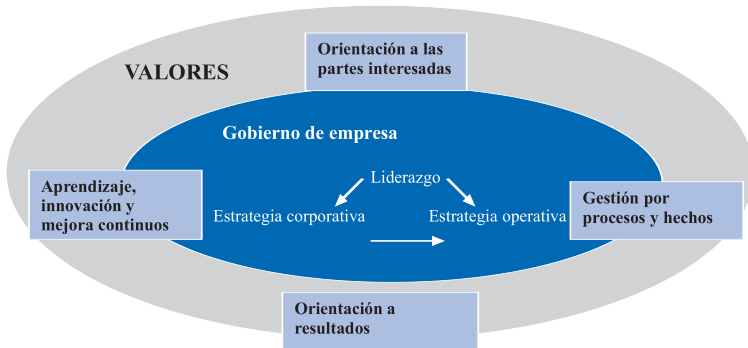 Orientación a las
partes interesadas
VALORES
Gobierno de empresa
Liderazgo
Aprendizaje,
innovación y
mejora continuos
Estrategia corporativa
Estrategia operativa
Gestión por
procesos y hechos
Orientación a
resultados